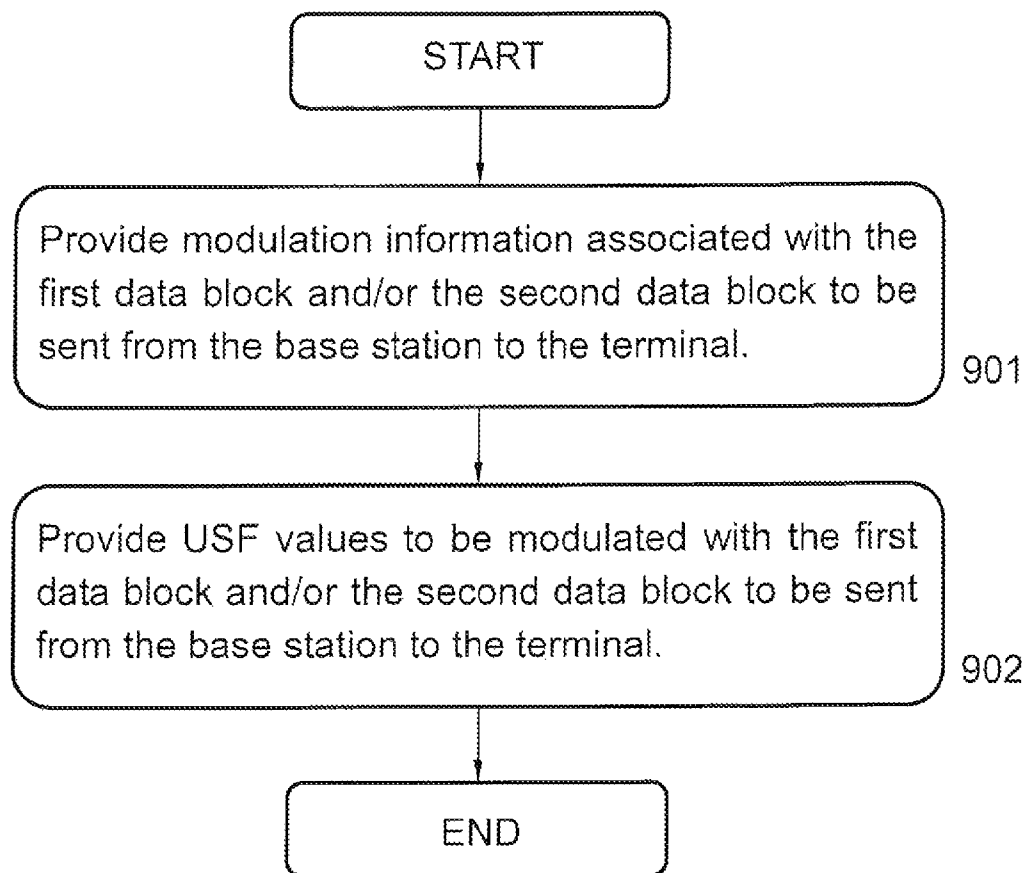 START
Provide modulation information associated with the
first data block and/or the second data block to be
sent from the base station to the terminal.
901
Provide USF values to be modulated with the first
data block and/or the second data block to be sent
from the base station to the terminal.
902
END